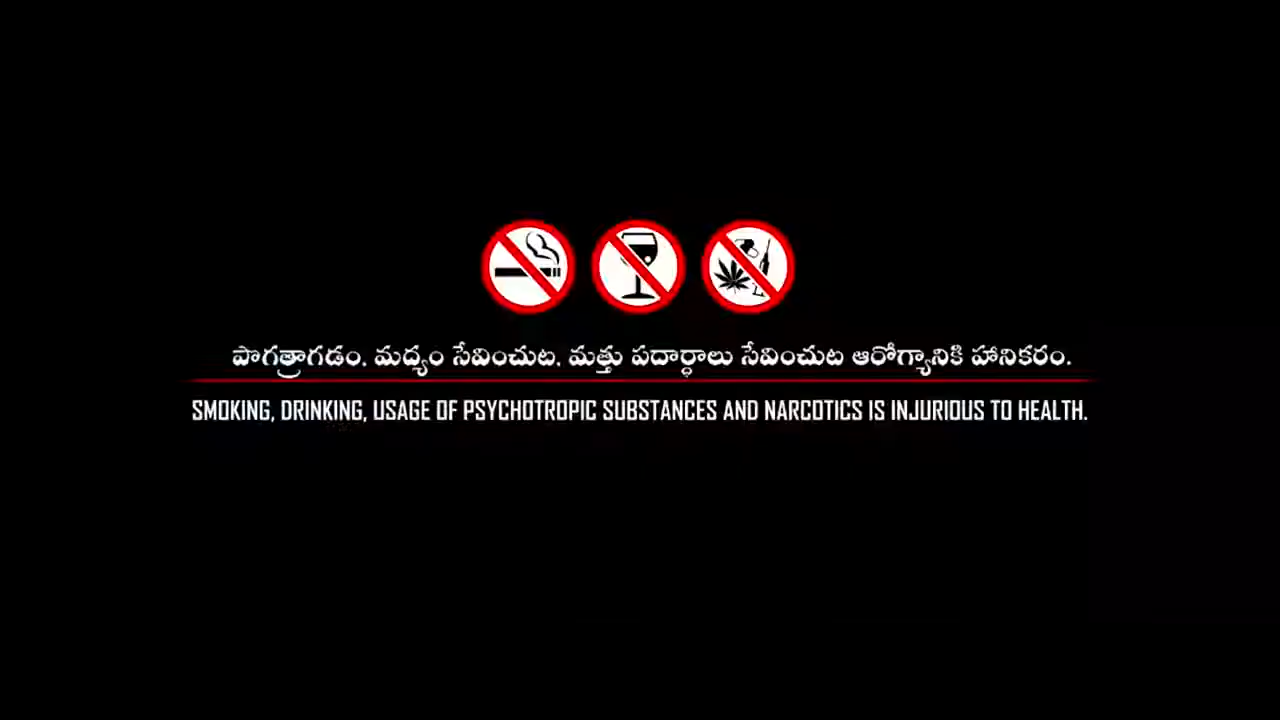 పొగత్రాగడం, మద్యం సేవించుట, మత్తు పదార్ధాలు సేవించుట ఆరోగ్యానికి హానికరం.
SMOKING, DRINKING, USAGE OF PSYCHOTROPIC SUBSTANCES AND NARCOTICS IS INJURIOUS TO HEALTH.